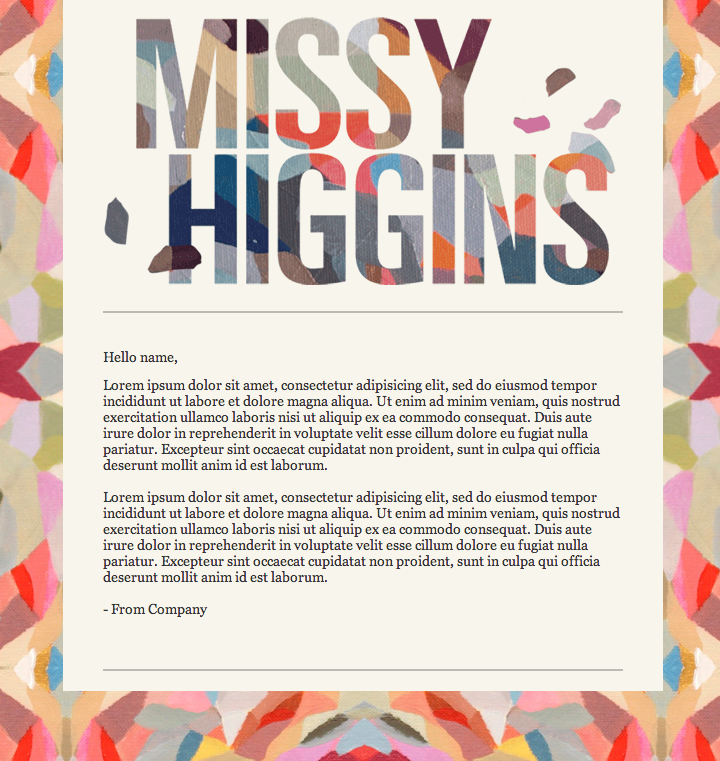 MISSY
HIGGINS
Hello name,
Lorem ipsum dolor sit amet, consectetur adipisicing elit, sed do eiusmod tempor
incididunt ut labore et dolore magna aliqua. Ut enim ad minim veniam, quis nostrud
exercitation ullamco laboris nisi ut aliquip ex ea commodo consequat. Duis aute
irure dolor in reprehenderit in voluptate velit esse cillum dolore eu fugiat nulla
pariatur. Excepteur sint occaecat cupidatat non proident, sunt in culpa qui officia
deserunt mollit anim id est laborum.
Lorem ipsum dolor sit amet, consectetur adipisicing elit, sed do eiusmod tempor
incididunt ut labore et dolore magna aliqua. Ut enim ad minim veniam, quis nostrud
exercitation ullamco laboris nisi ut aliquip ex ea commodo consequat. Duis aute
irure dolor in reprehenderit in voluptate velit esse cillum dolore eu fugiat nulla
pariatur. Excepteur sint occaecat cupidatat non proident, sunt in culpa qui officia
deserunt mollit anim id est laborum.
- From Company